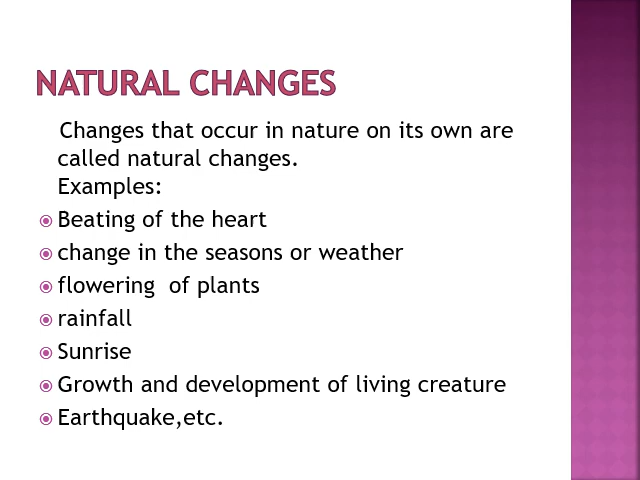 NATURAL CHANGES
Changes that occur in nature on its own are
called natural changes.
Examples:
Beating of the heart
change in the seasons or weather
flowering  of plants
rainfall
Sunrise
Growth and development of living creature
Earthquake,etc.